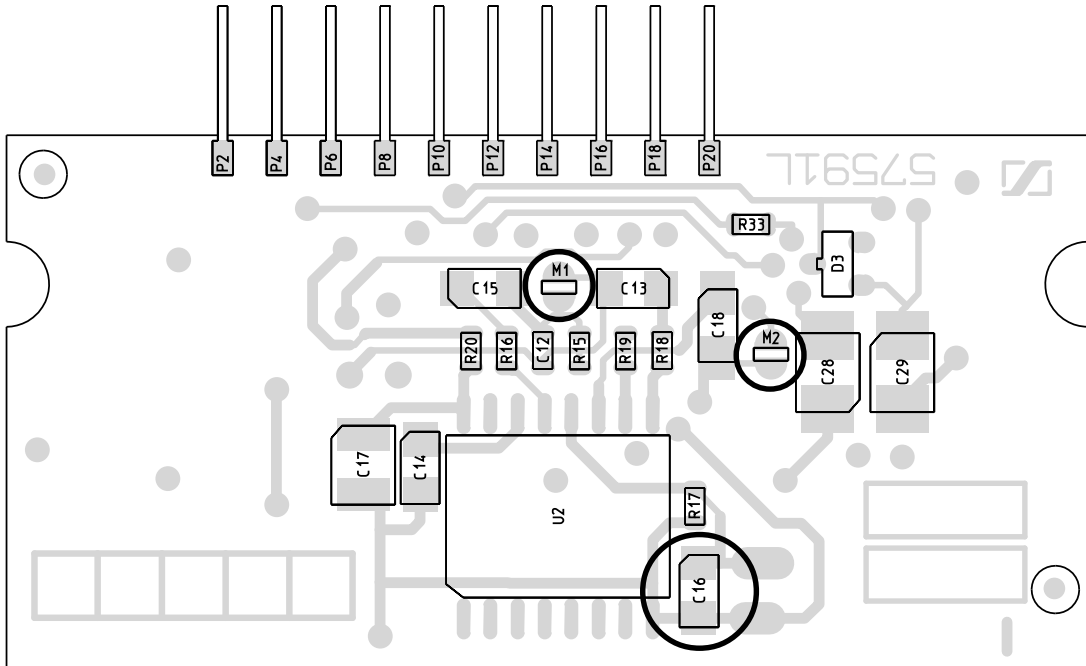 P2 P4 P6 P8 P10 P12 P14 P16 P18 P20
57591L
R33
D3
M1
C15 C13
C18
M2
R20 R16 C12 R15 R19 R18
C28 C29
C17 C14
U2
R17
C16